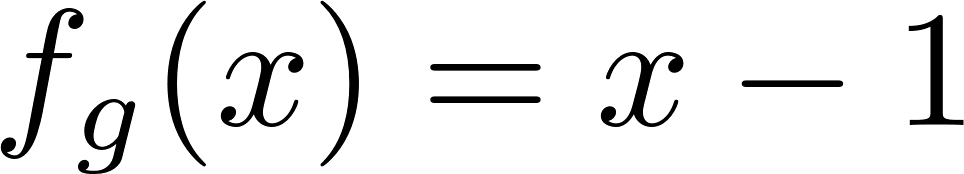 f_g(x) = x − 1